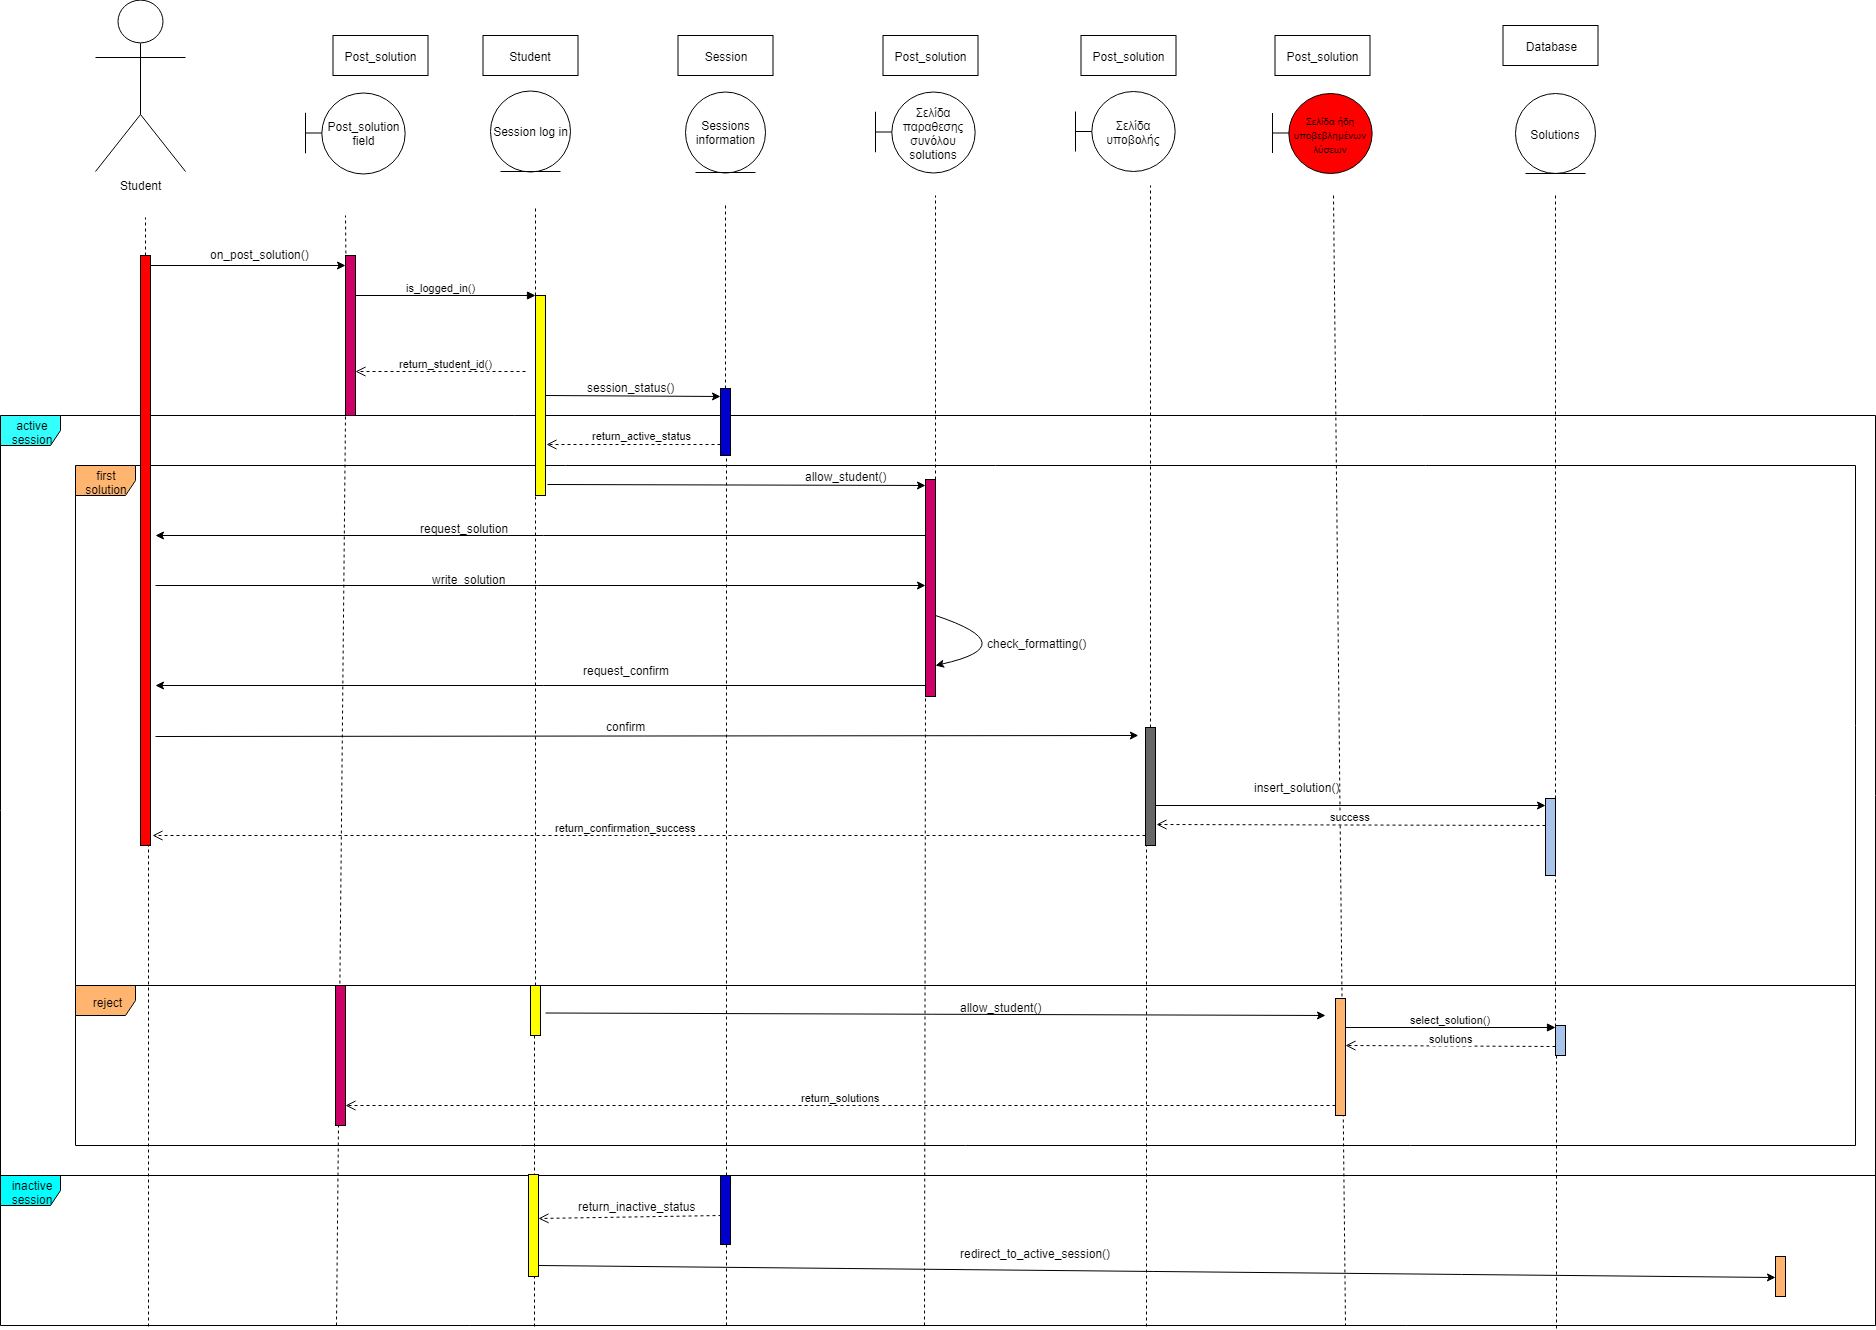 Post_solution
Student
Session
Post_solution
Post_solution
Post_solution
Database
Post_solution
field
Session log in
Sessions
information
Σελίδα
παραθεσης
συνόλου
solutions
Σελίδα
υποβολής
Σελίδα ήδη
υποβεβλημένων
λύσεων
Solutions
Student
on_post_solution()
is_logged_in()
return_student_id()
session_status()
active
session
return_active_status
first
solution
allow_student()
request_solution
write_solution
check_formatting()
request_confirm
confirm
insert_solution()
success
return_confirmation_success
reject
allow_student()
select_solution()
solutions
return_solutions
inactive
session
return_inactive_status
redirect_to_active_session()